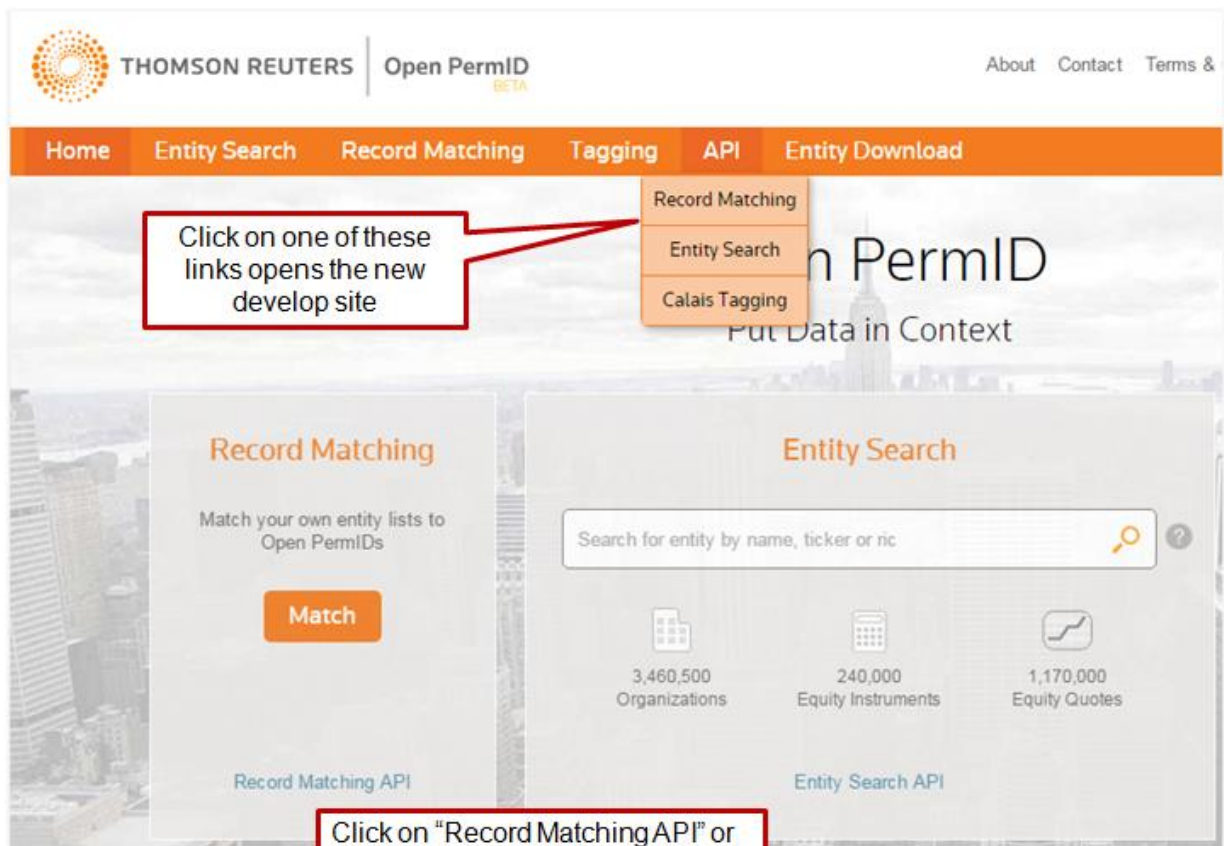 THOMSON REUTERS Open PermID
BETA
About Contact Terms &
Home Entity Search Record Matching Tagging API Entity Download
Record Matching
Entity Search
Calais Tagging
Click on one of these
links opens the new
develop site
n PermID
Put Data in Context
Record Matching
Match your own entity lists to
Open PermIDs
Match
Record Matching API
Entity Search
Search for entity by name, ticker or ric
?
3,460,500
Organizations
240,000
Equity Instruments
1,170,000
Equity Quotes
Entity Search API
Click on “Record Matching API” or